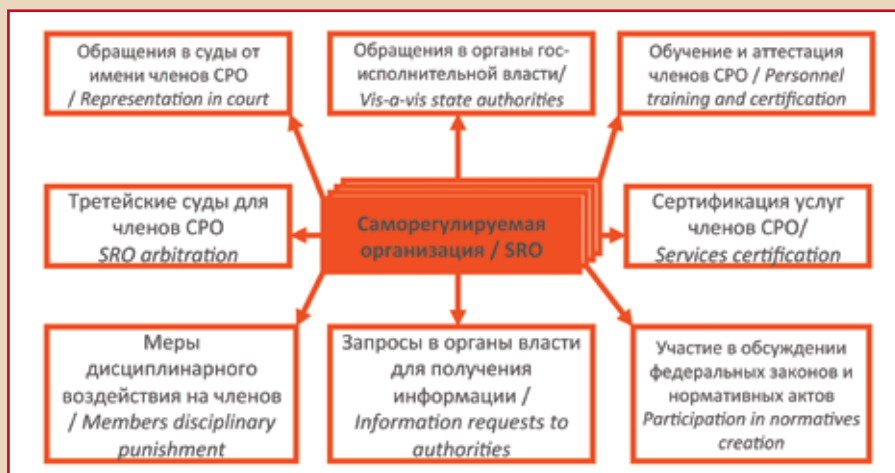 Обращения в суды от
имени членов СРО
/ Representation in court
Обращения в органы гос-
исполнительной власти/
Vis-a-vis state authorities
Обучение и аттестация
членов СРО / Personnel
training and certification
Третейские суды для
членов СРО
SRO arbitration
Саморегулируемая
организация / SRO
Сертификация услуг
членов СРО/
Services certification
Меры
дисциплинарного
воздействия на членов
/ Members disciplinary
punishment
Запросы в органы власти
для получения
информации /
Information requests to
authorities
Участие в обсуждении
федеральных законов и
нормативных актов
Participation in normatives
creation